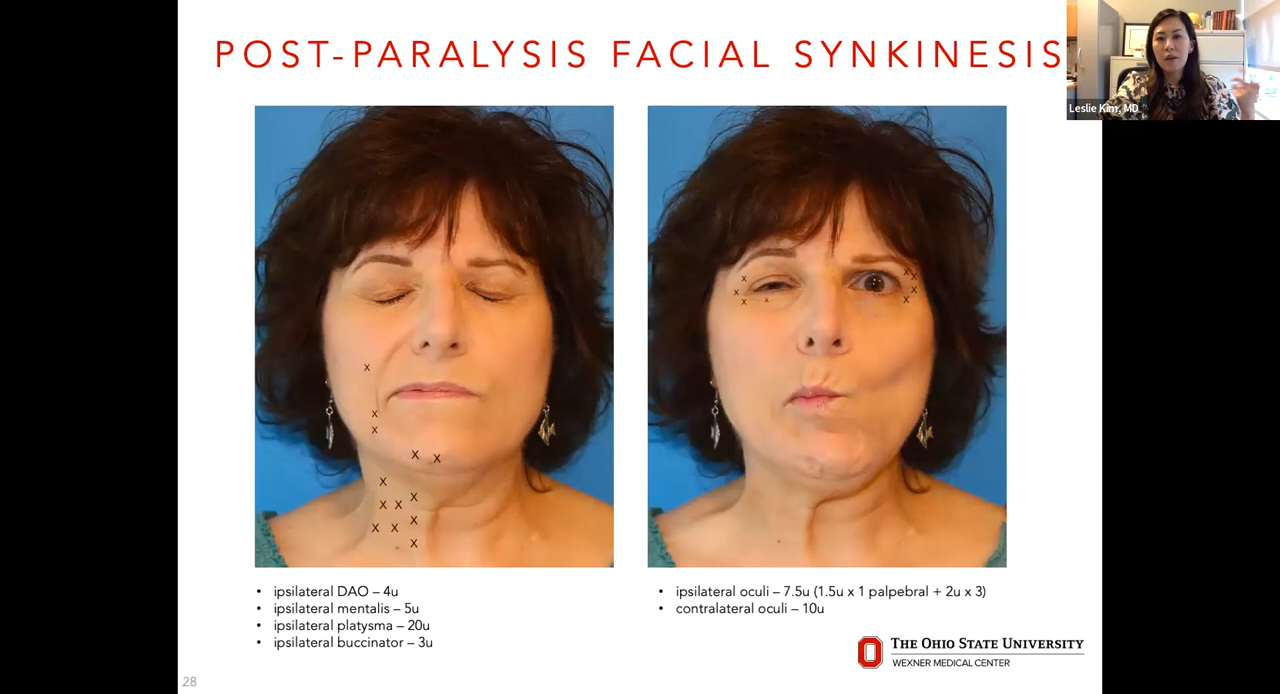 POST-PARALYSIS FACIAL SYNKINESIS
Leslie Kim, MD
x
x
x
x x
x
x
x x
x
x x
x
x
x
x
x
x
x
x
x
x
• ipsilateral DAO – 4u
• ipsilateral mentalis – 5u
• ipsilateral platysma – 20u
• ipsilateral buccinator – 3u
• ipsilateral oculi – 7.5u (1.5u x 1 palpebral + 2u x 3)
• contralateral oculi – 10u
THE OHIO STATE UNIVERSITY
WEXNER MEDICAL CENTER
28